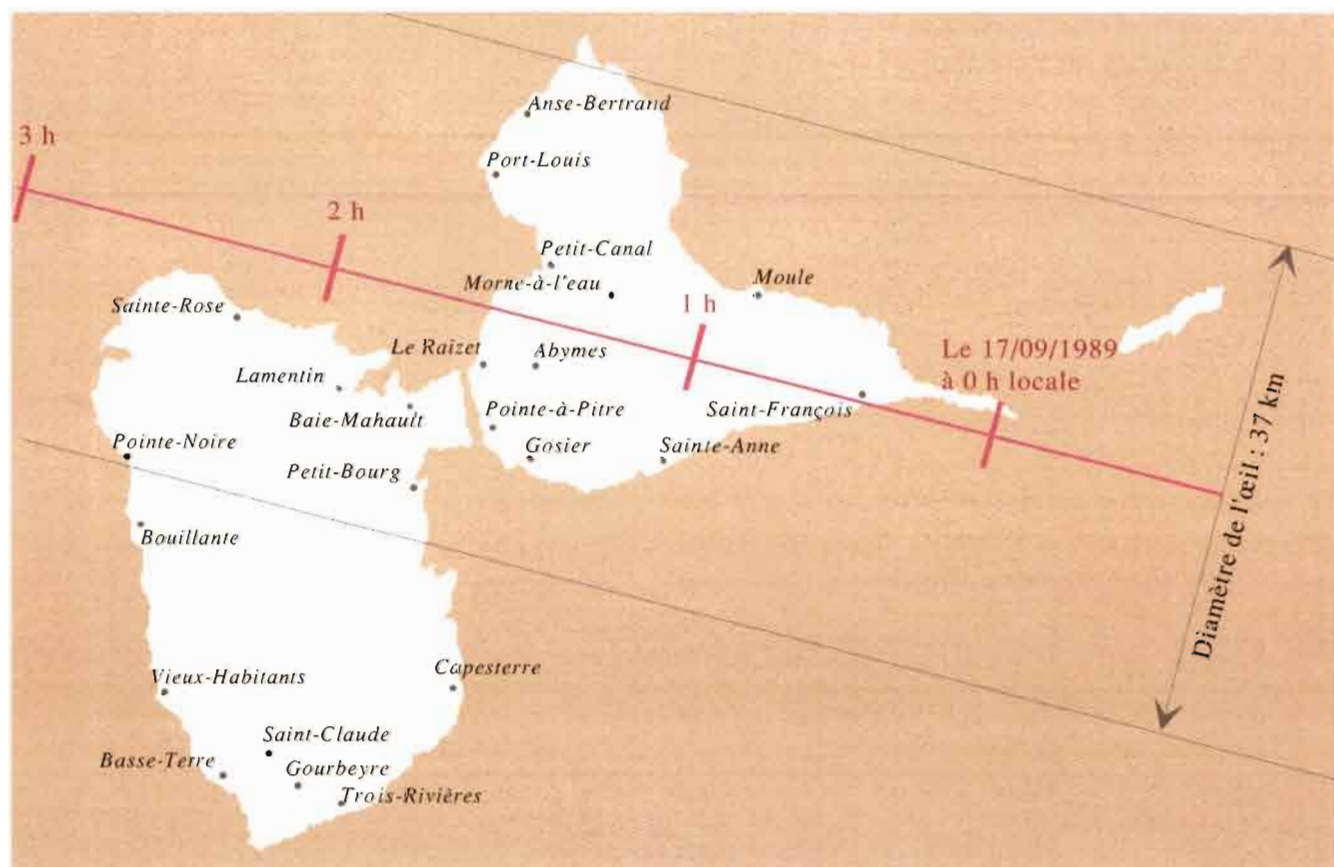 Anse-Bertrand
3 h
Port-Louis
2 h
Petit-Canal
Morne-à-l'eau
Moule
Sainte-Rose
1 h
Le Raizet
Abymes
Le 17/09/1989
à 0 h locale
Lamentin
Baie-Mahault
Pointe-à-Pitre
Saint-François
Pointe-Noire
Gosier
Sainte-Anne
Petit-Bourg
Diamètre de l'œil : 37 km
Bouillante
Vieux-Habitants
Capesterre
Saint-Claude
Basse-Terre
Gourbeyre
Trois-Rivières